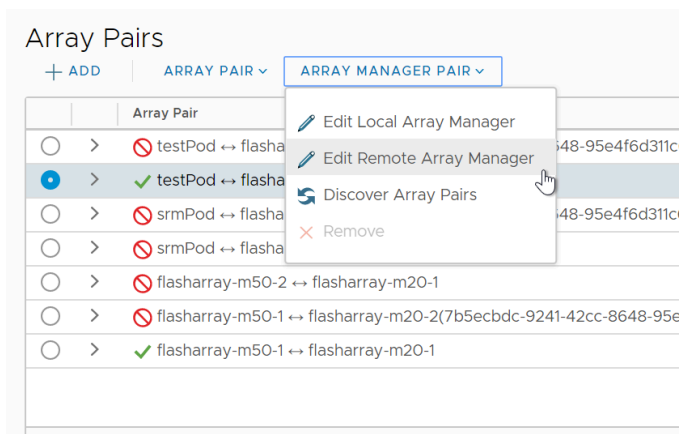 Array Pairs
+ ADD ARRAY PAIR ARRAY MANAGER PAIR
Array Pair
Edit Local Array Manager
testPod ↔ flasha 548-95e4f6d311c
Edit Remote Array Manager
testPod ↔ flasha
Discover Array Pairs
srmPod ↔ flasha 548-95e4f6d311c
Remove
srmPod ↔ flasha
flasharray-m50-2 ↔ flasharray-m20-1
flasharray-m50-1 ↔ flasharray-m20-2(7b5ecbdc-9241-42cc-8648-95e
flasharray-m50-1 ↔ flasharray-m20-1